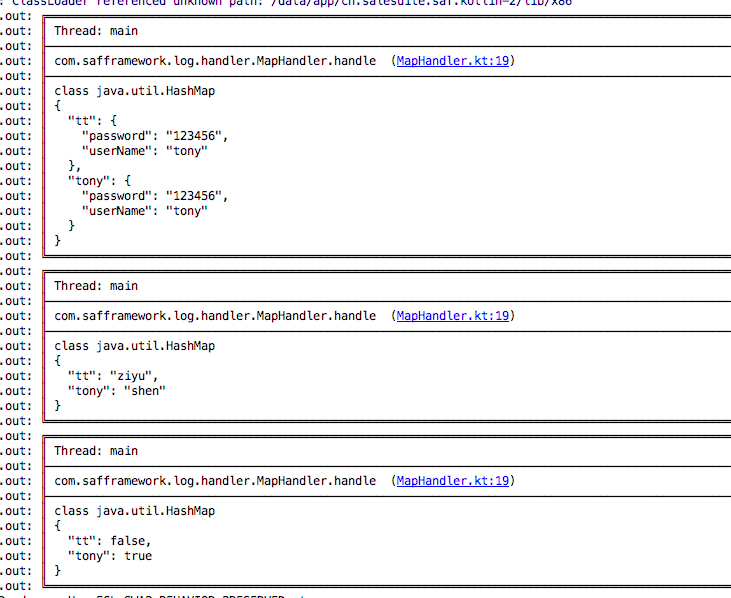 : ClassLoader referenced unknown path: /data/app/cn.salesuite.saf.kotlin-2/lib/x86
.out:
.out: Thread: main
.out:
.out: com.safframework.log.handler.MapHandler.handle  (MapHandler.kt:19)
.out:
.out: class java.util.HashMap
.out: {
.out:   "tt": {
.out:     "password": "123456",
.out:     "userName": "tony"
.out:   },
.out:   "tony": {
.out:     "password": "123456",
.out:     "userName": "tony"
.out:   }
.out: }
.out:
.out:
.out: Thread: main
.out:
.out: com.safframework.log.handler.MapHandler.handle  (MapHandler.kt:19)
.out:
.out: class java.util.HashMap
.out: {
.out:   "tt": "ziyu",
.out:   "tony": "shen"
.out: }
.out:
.out:
.out: Thread: main
.out:
.out: com.safframework.log.handler.MapHandler.handle  (MapHandler.kt:19)
.out:
.out: class java.util.HashMap
.out: {
.out:   "tt": false,
.out:   "tony": true
.out: }
.out: